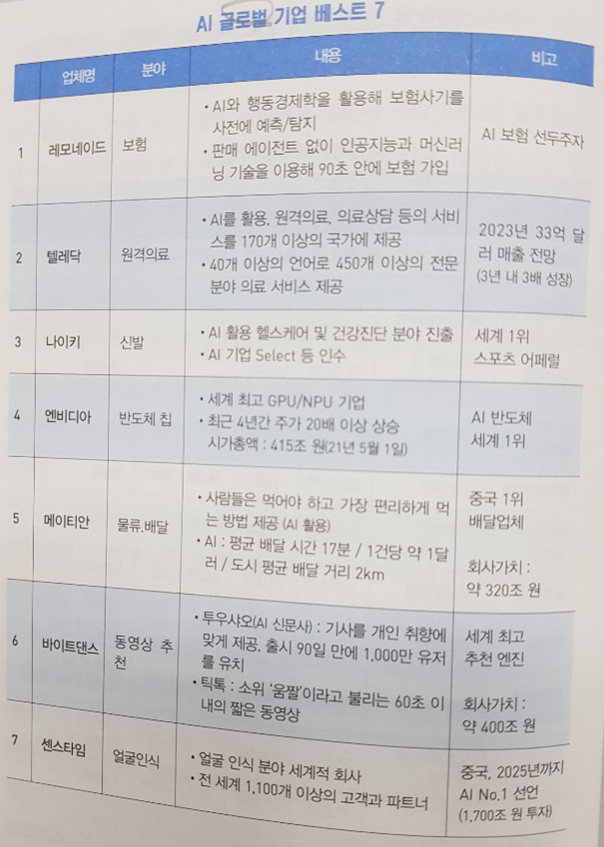 AI 글로벌 기업 베스트 7
업체명 분야 내용 비고
1 레모네이드 보험
• AI와 행동경제학을 활용해 보험사기를
사전에 예측/탐지
• 판매 에이전트 없이 인공지능과 머신러
닝 기술을 이용해 90초 안에 보험 가입
AI 보험 선두주자
2 텔레닥 원격의료
• AI를 활용, 원격의료, 의료상담 등의 서비
스를 170개 이상의 국가에 제공
• 40개 이상의 언어로 450개 이상의 전문
분야 의료 서비스 제공
2023년 33억 달
러 매출 전망
(3년 내 3배 성장)
3 나이키 신발
• AI 활용 헬스케어 및 건강진단 분야 진출
• AI 기업 Select 등 인수
세계 1위
스포츠 어페럴
4 엔비디아 반도체 칩
• 세계 최고 GPU/NPU 기업
• 최근 4년간 주가 20배 이상 상승
시가총액 : 415조 원(21년 5월 1일)
AI 반도체
세계 1위
5 메이티안 물류.배달
• 사람들은 먹어야 하고 가장 편리하게 먹
는 방법 제공 (AI 활용)
• AI : 평균 배달 시간 17분 / 1건당 약 1달
러 / 도시 평균 배달 거리 2km
중국 1위
배달업체
회사가치 :
약 320조 원
6 바이트댄스
동영상 추
천
• 투우샤오(AI 신문사) : 기사를 개인 취향에
맞게 제공. 출시 90일 만에 1,000만 유저
를 유치
• 틱톡 : 소위 '움짤'이라고 불리는 60초 이
내의 짧은 동영상
세계 최고
추천 엔진
회사가치 :
약 400조 원
7 센스타임 얼굴인식
• 얼굴 인식 분야 세계적 회사
• 전 세계 1,100개 이상의 고객과 파트너
중국, 2025년까지
AI No.1 선언
(1,700조 원 투자)